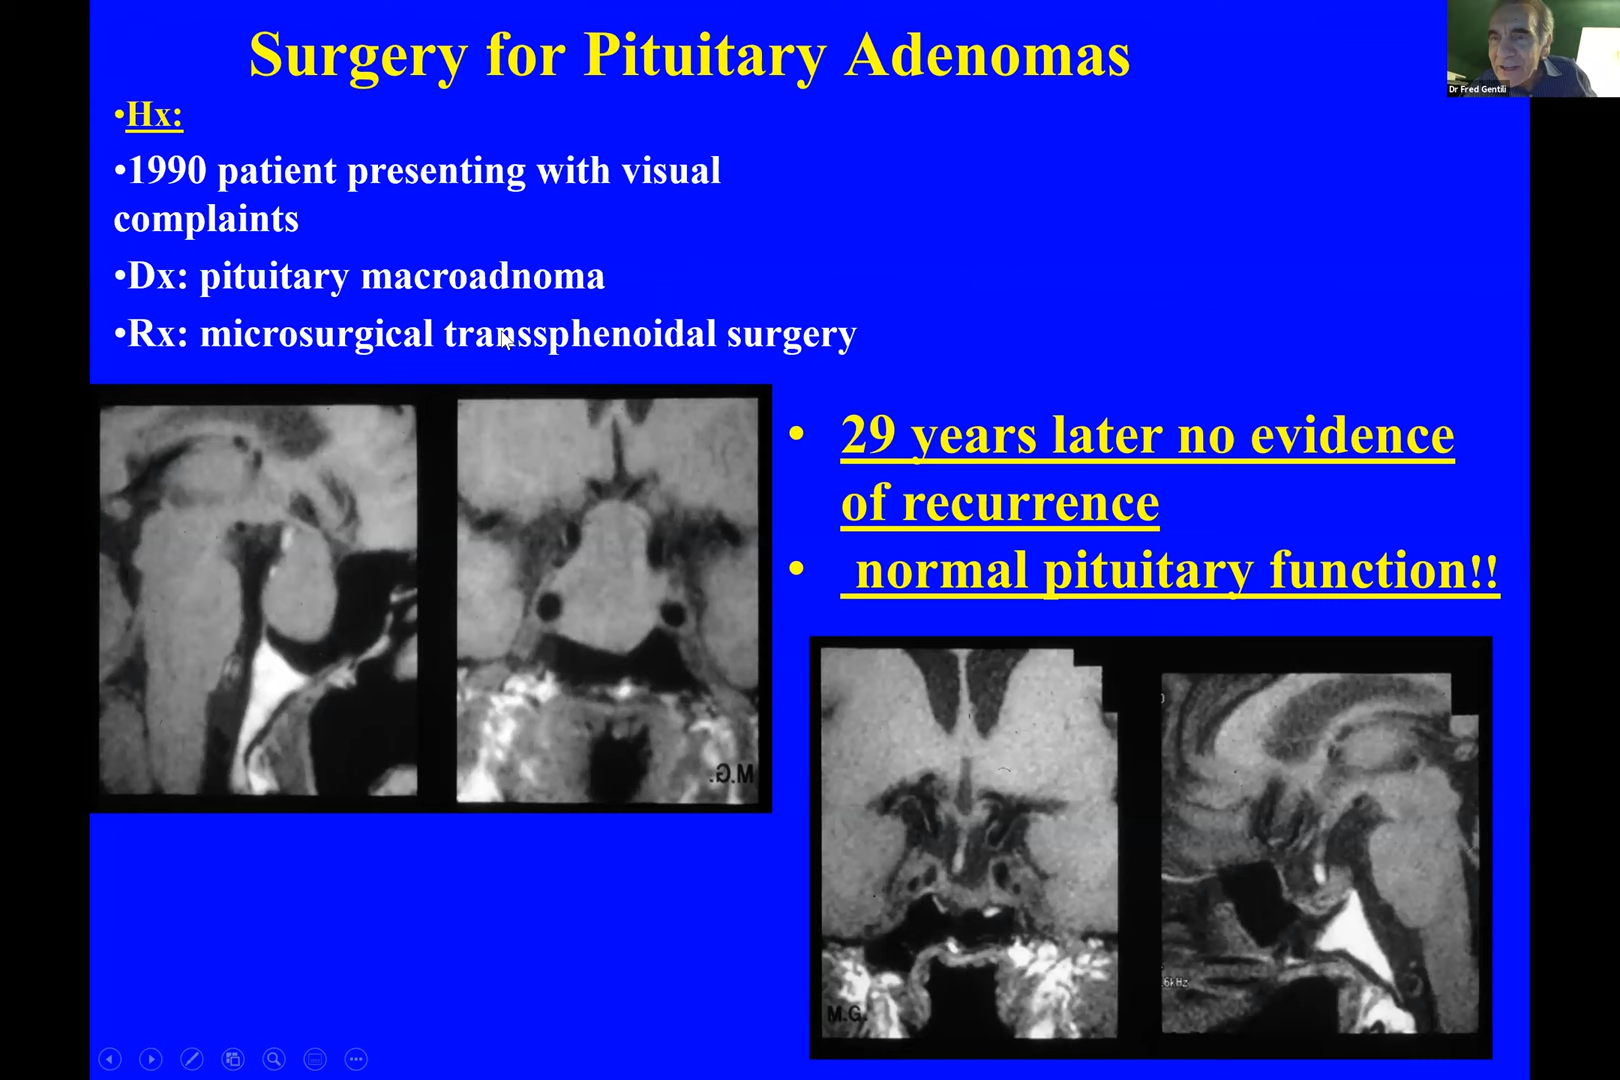 Surgery for Pituitary Adenomas
Dr Fred Gentili
•Hx:
•1990 patient presenting with visual
complaints
•Dx: pituitary macroadnoma
•Rx: microsurgical transsphenoidal surgery
• 29 years later no evidence
of recurrence
• normal pituitary function!!
M.G.
M.G.
.6kHz